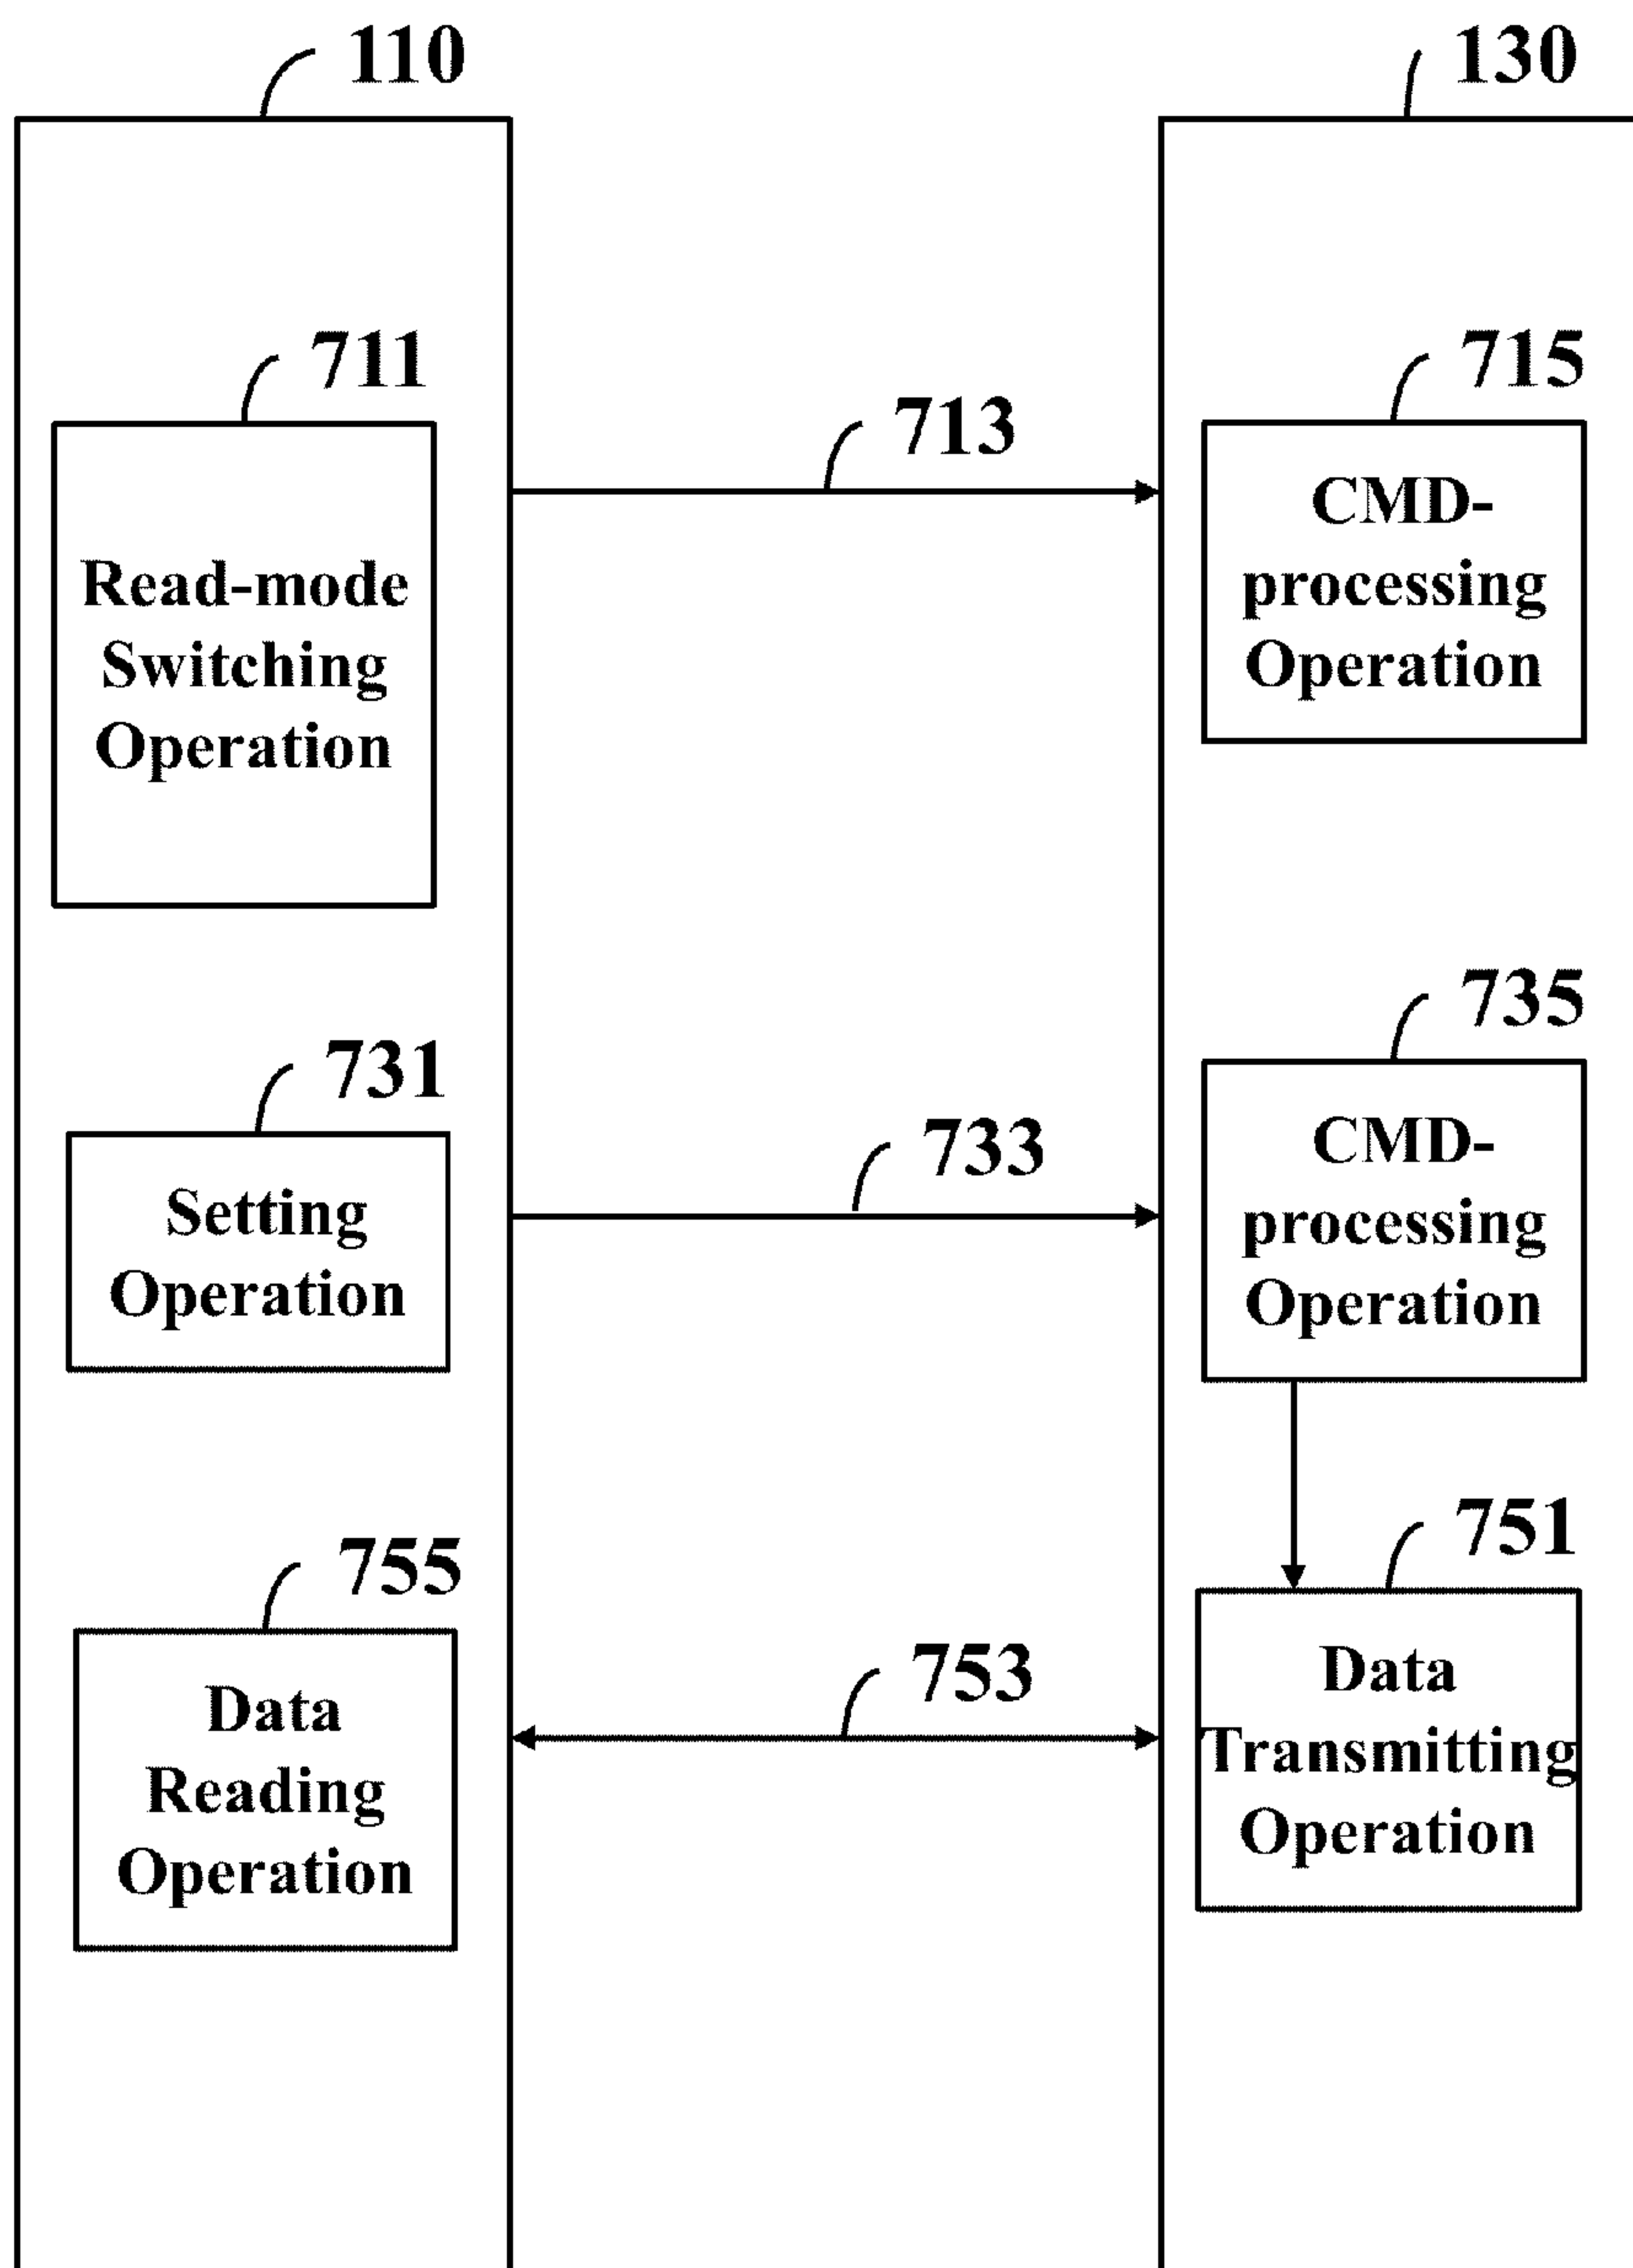 110
130
711
Read-mode
Switching
Operation
713
715
CMD-
processing
Operation
731
Setting
Operation
733
735
CMD-
processing
Operation
755
Data
Reading
Operation
753
751
Data
Transmitting
Operation